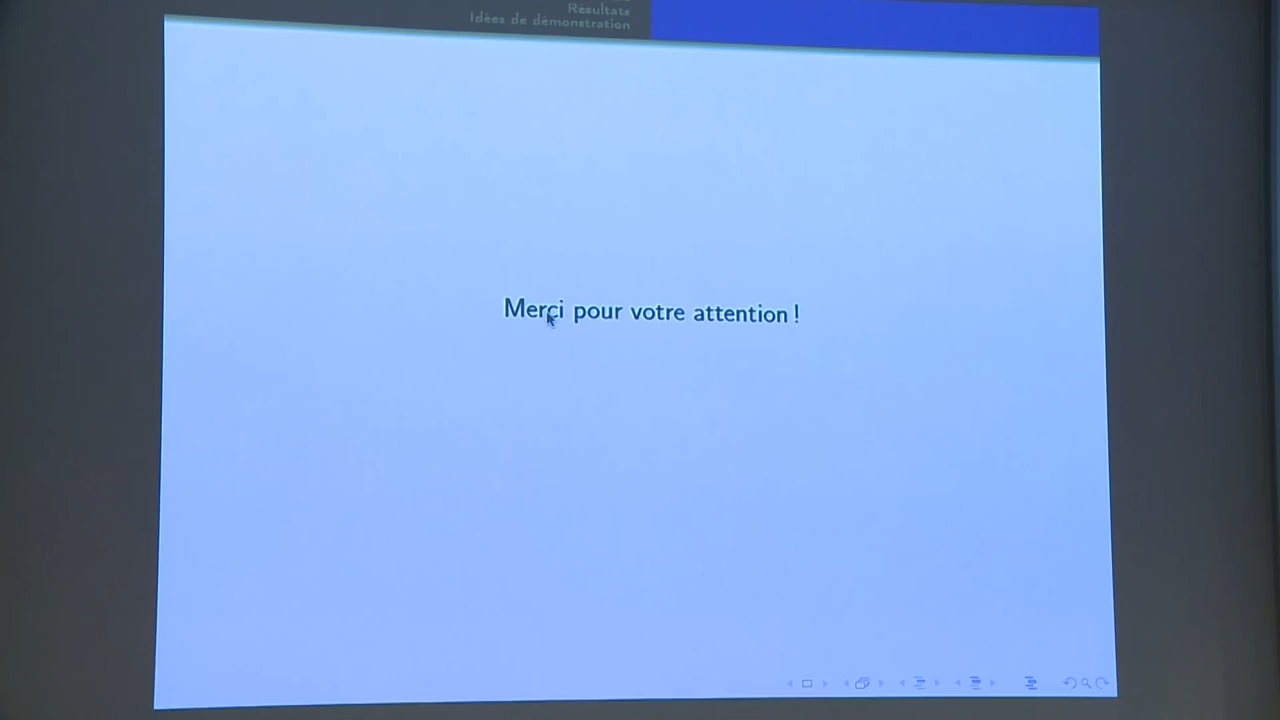 Résultats
Idées de démonstration
Merci pour votre attention !